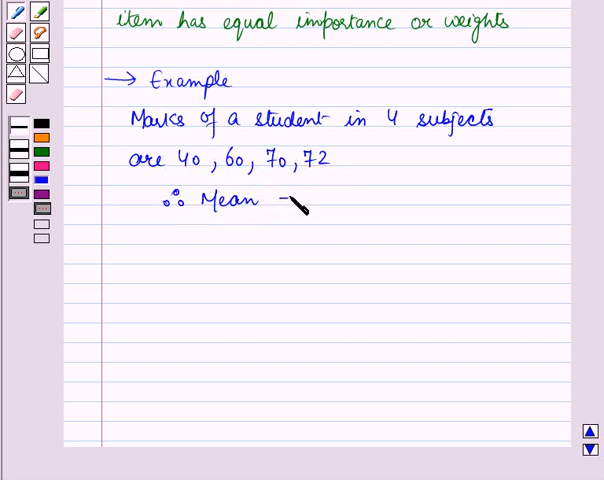 item has equal importance or weights
→ Example
Marks of a student in 4 subjects
are 40, 60, 70, 72
∴ Mean -